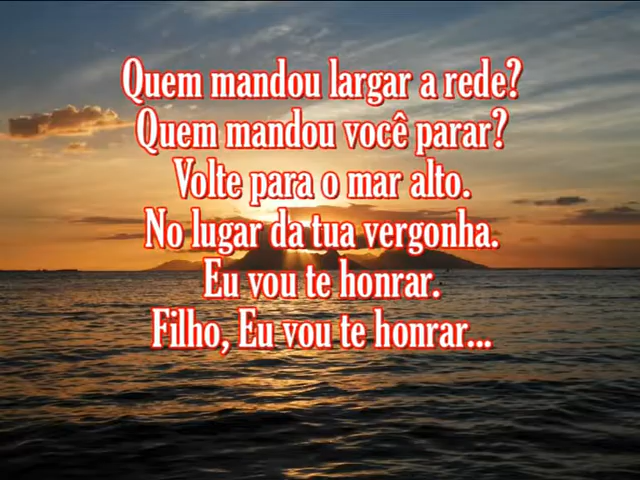 Quem mandou largar a rede?
Quem mandou você parar?
Volte para o mar alto.
No lugar da tua vergonha.
Eu vou te honrar.
Filho, Eu vou te honrar...